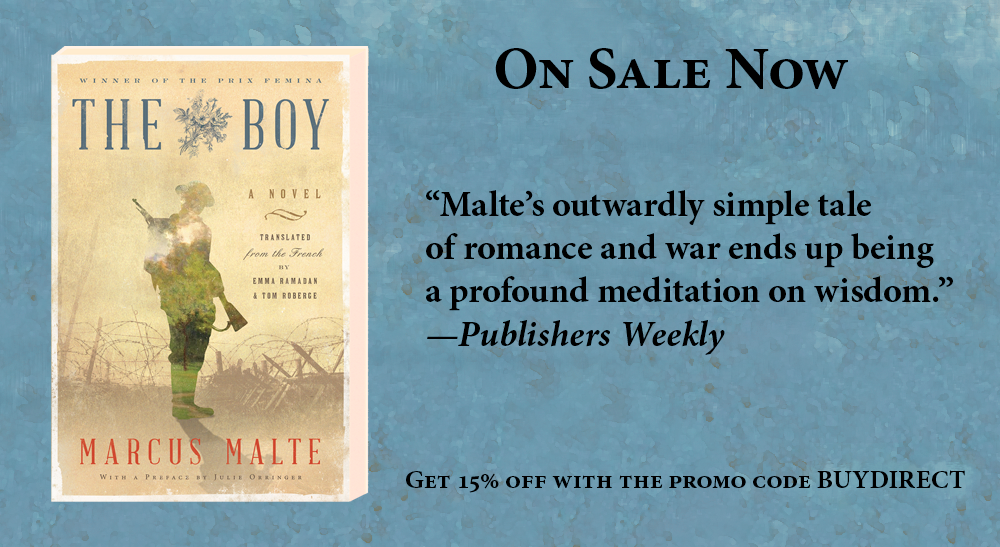 WINNER OF THE PRIX FEMINA
THE BOY
A NOVEL
TRANSLATED
from the French
BY
EMMA RAMADAN
& TOM ROBERGE
MARCUS MALTE
WITH A PREFACE BY JULIE ORRINGER
ON SALE NOW
“Malte’s outwardly simple tale
of romance and war ends up being
a profound meditation on wisdom.”
—Publishers Weekly
GET 15% OFF WITH THE PROMO CODE BUYDIRECT